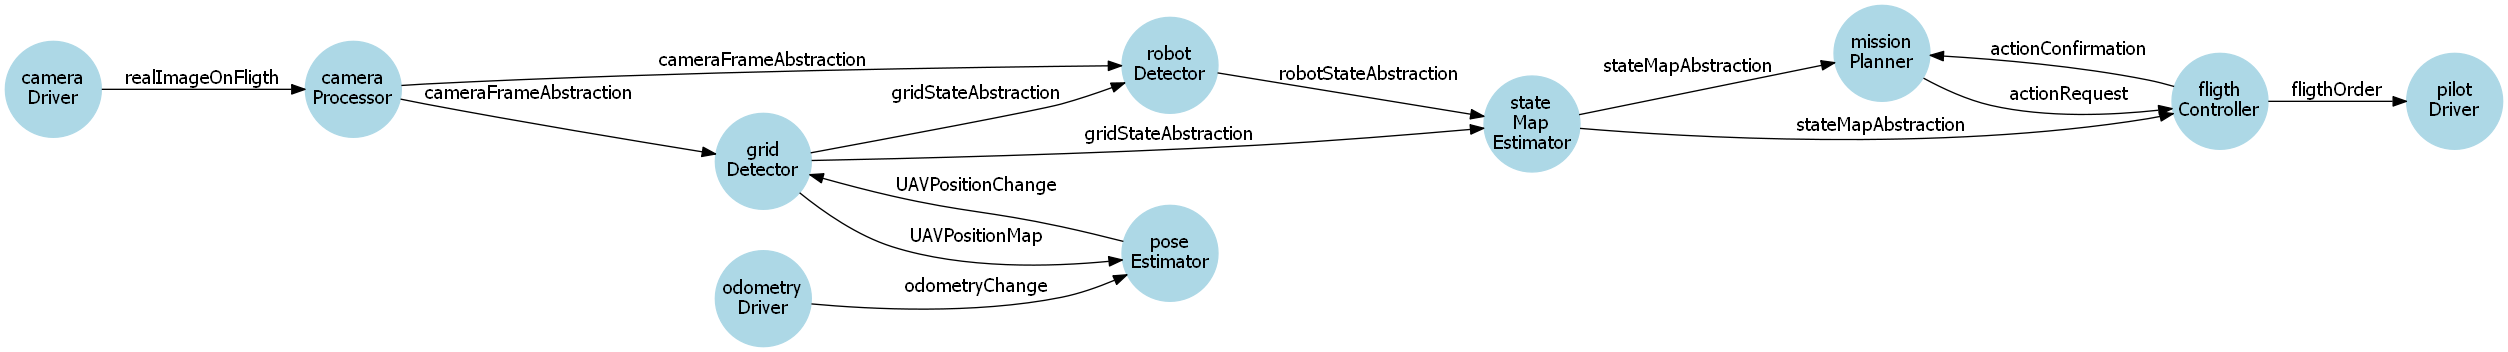 camera
Driver
realImageOnFligth
camera
Processor
cameraFrameAbstraction
cameraFrameAbstraction
grid
Detector
odometry
Driver
gridStateAbstraction
gridStateAbstraction
UAVPositionChange
UAVPositionMap
odometryChange
robot
Detector
pose
Estimator
robotStateAbstraction
state
Map
Estimator
stateMapAbstraction
stateMapAbstraction
mission
Planner
actionConfirmation
actionRequest
fligth
Controller
fligthOrder
pilot
Driver